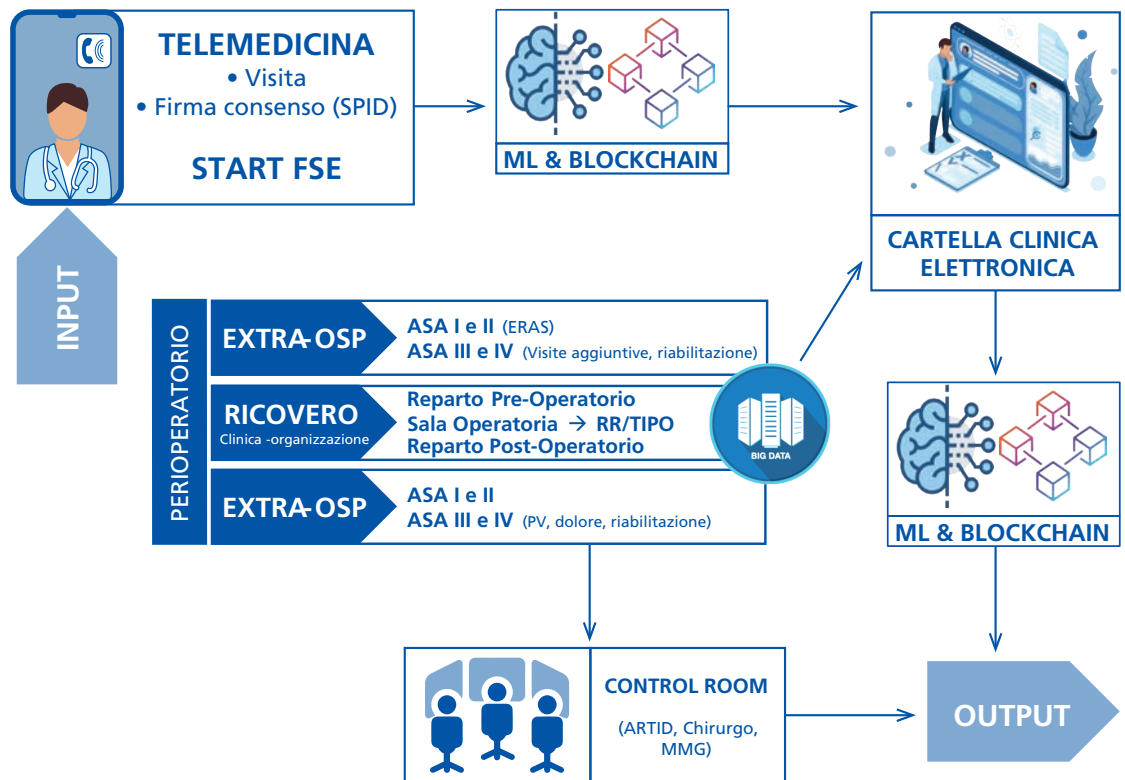 TELEMEDICINA
• Visita
• Firma consenso (SPID)
START FSE
ML & BLOCKCHAIN
CARTELLA CLINICA
ELETTRONICA
INPUT
PERIOPERATORIO
EXTRA-OSP
ASA I e II (ERAS)
ASA III e IV (Visite aggiuntive, riabilitazione)
RICOVERO
Clinica -organizzazione
Reparto Pre-Operatorio
Sala Operatoria → RR/TIPO
Reparto Post-Operatorio
BIG DATA
EXTRA-OSP
ASA I e II
ASA III e IV (PV, dolore, riabilitazione)
ML & BLOCKCHAIN
CONTROL ROOM
(ARTID, Chirurgo,
MMG)
OUTPUT